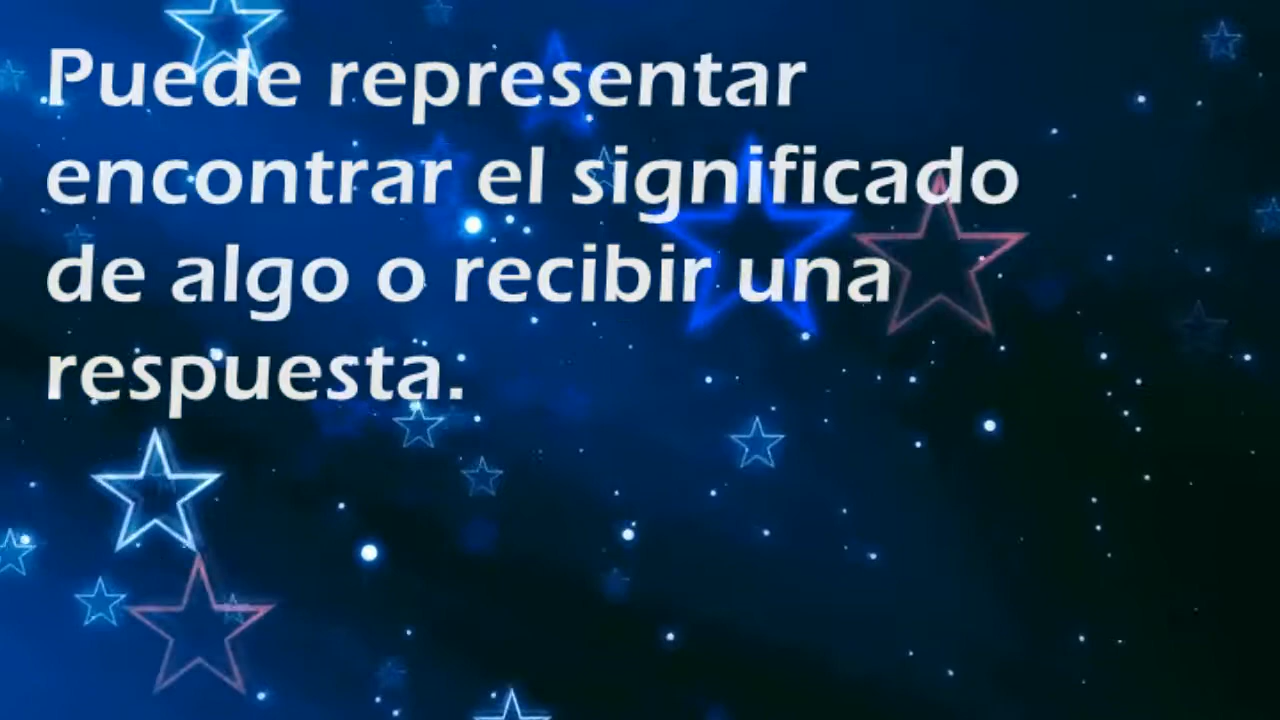 Puede representar
encontrar el significado
de algo o recibir una
respuesta.